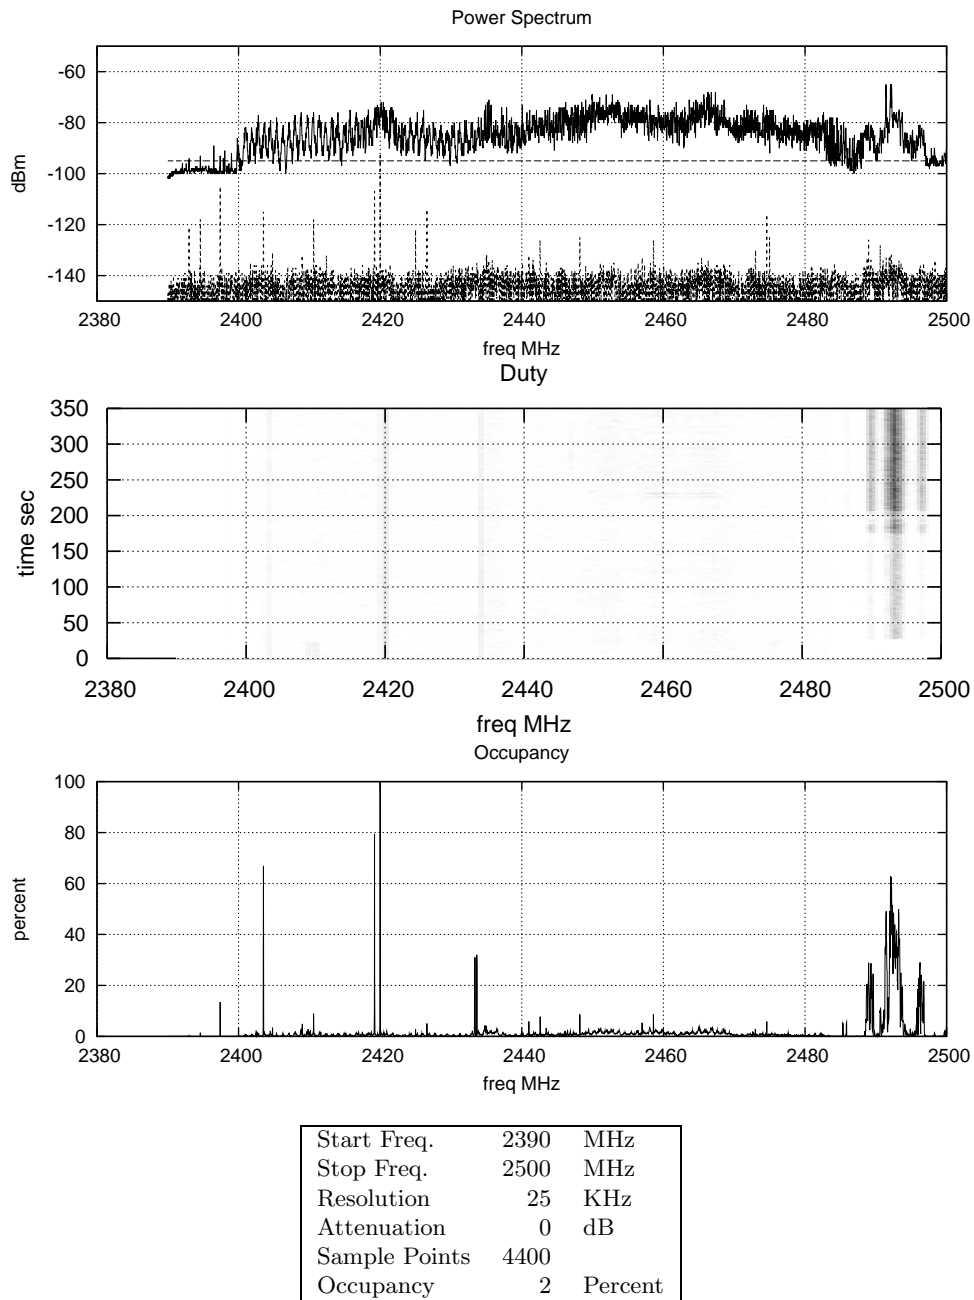 Power Spectrum
-60
-80
-100
-120
-140
dBm
2380 2400 2420 2440 2460 2480 2500
freq MHz
Duty
350
300
250
200
150
100
50
0
time sec
2380 2400 2420 2440 2460 2480 2500
freq MHz
Occupancy
100
80
60
40
20
0
percent
2380 2400 2420 2440 2460 2480 2500
freq MHz
Start Freq. 2390 MHz
Stop Freq. 2500 MHz
Resolution 25 KHz
Attenuation 0 dB
Sample Points 4400
Occupancy 2 Percent